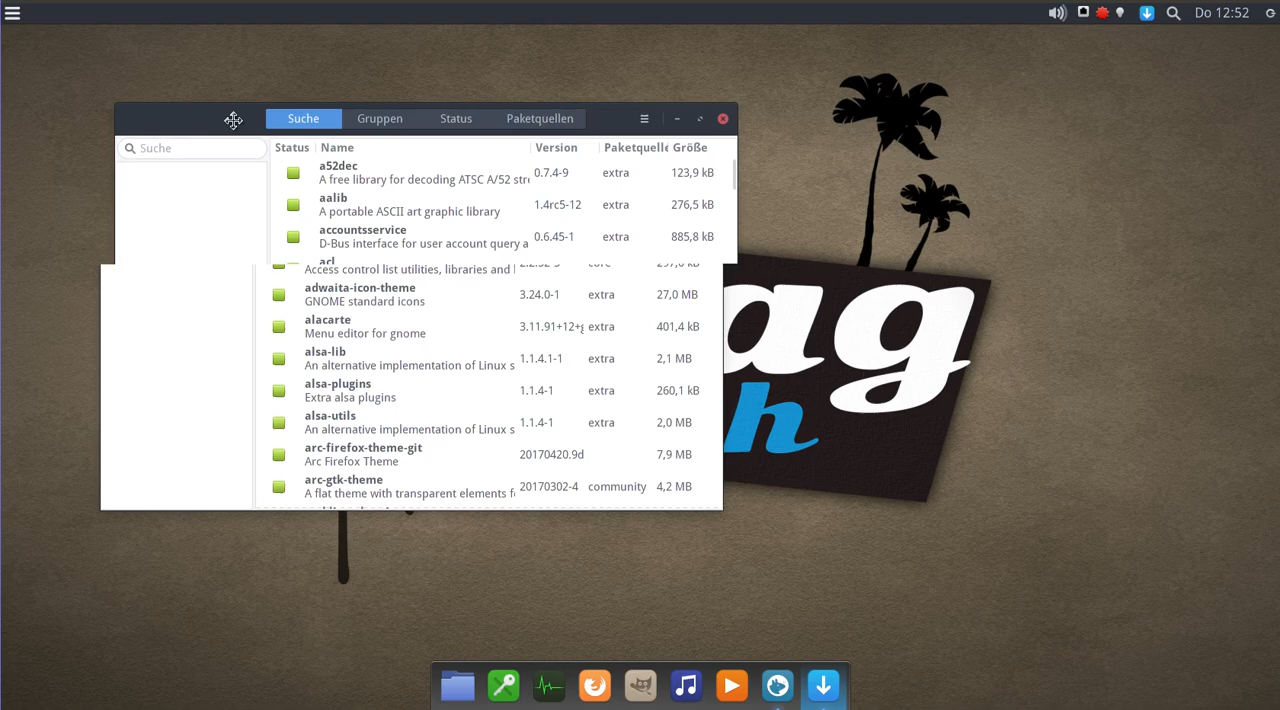 Do 12:52
Suche Gruppen Status Paketquellen
Suche
Status Name Version Paketquelle Größe
a52dec
A free library for decoding ATSC A/52 stre 0.7.4-9 extra 123,9 kB
aalib
A portable ASCII art graphic library 1.4rc5-12 extra 276,5 kB
accountsservice
D-Bus interface for user account query a 0.6.45-1 extra 885,8 kB
acl
Access control list utilities, libraries and
adwaita-icon-theme
GNOME standard icons 3.24.0-1 extra 27,0 MB
alacarte
Menu editor for gnome 3.11.91+12+g extra 401,4 kB
alsa-lib
An alternative implementation of Linux s 1.1.4.1-1 extra 2,1 MB
alsa-plugins
Extra alsa plugins 1.1.4-1 extra 260,1 kB
alsa-utils
An alternative implementation of Linux s 1.1.4-1 extra 2,0 MB
arc-firefox-theme-git
Arc Firefox Theme 20170420.9d 7,9 MB
arc-gtk-theme
A flat theme with transparent elements f 20170302-4 community 4,2 MB
ag
h